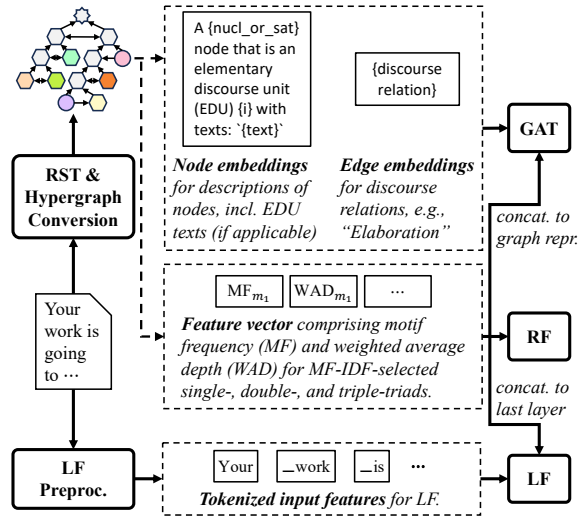 A {nucl_or_sat}
node that is an
elementary
discourse unit
(EDU) {i} with
texts: `{text}`
{discourse
relation}
Node embeddings
for descriptions of
nodes, incl. EDU
texts (if applicable)
Edge embeddings
for discourse
relations, e.g.,
“Elaboration”
GAT
RST &
Hypergraph
Conversion
concat. to
graph repr.
Your
work is
going
to ⋯
MF_{m_1}
WAD_{m_1}
⋯
Feature vector comprising motif
frequency (MF) and weighted average
depth (WAD) for MF-IDF-selected
single-, double-, and triple-triads.
RF
concat. to
last layer
LF
Preproc.
Your
_work
_is
⋯
Tokenized input features for LF.
LF